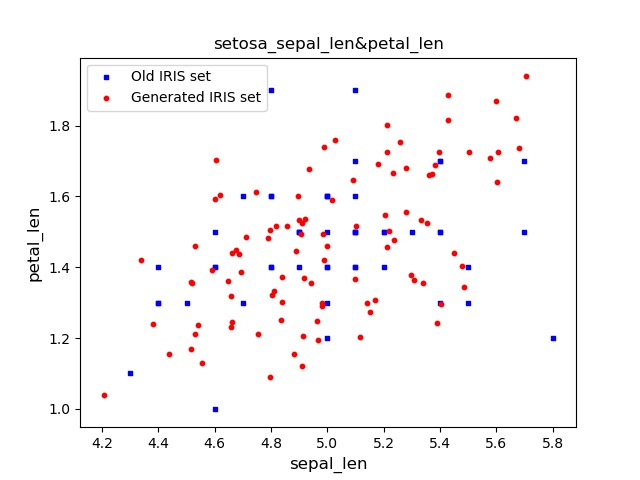 setosa_sepal_len&petal_len
Old IRIS set
Generated IRIS set
petal_len
1.8
1.6
1.4
1.2
1.0
4.2 4.4 4.6 4.8 5.0 5.2 5.4 5.6 5.8
sepal_len